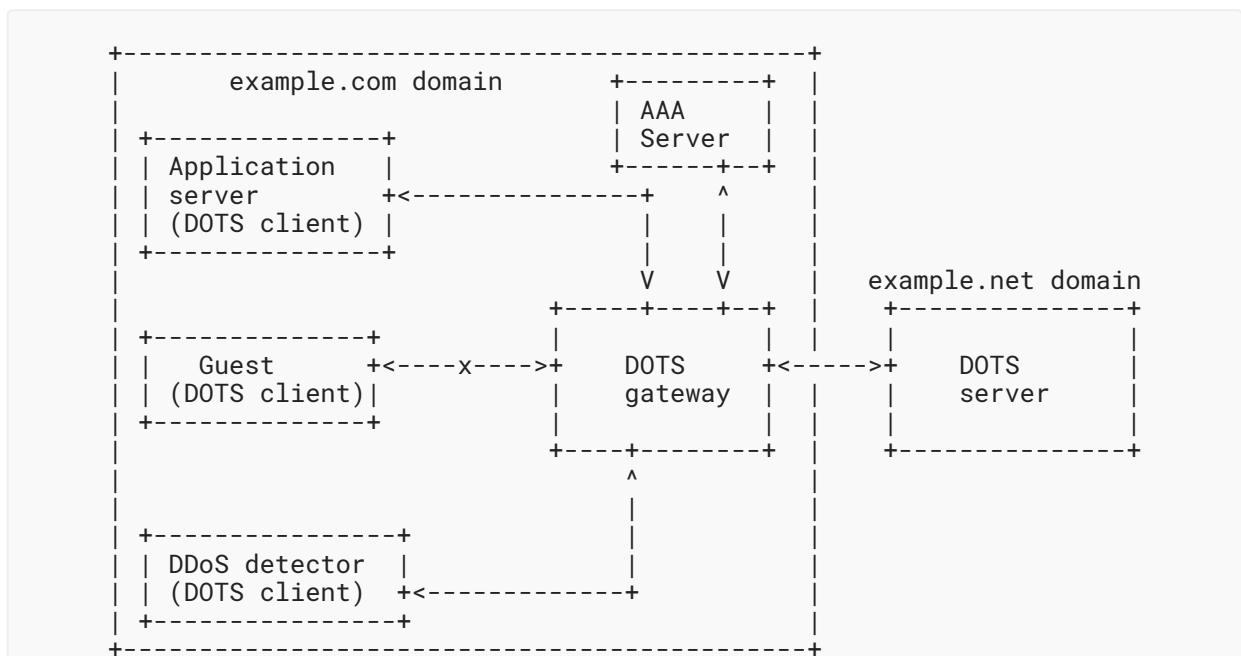 +---------------------------------------------+
|       example.com domain       +---------+  |
|                                | AAA     |  |
| +---------------+              | Server  |  |
| | Application   |              +------+--+  |
| | server        +<---------------+    ^     |
| | (DOTS client) |                |    |     |
| +---------------+                |    |     |
|                                  V    V     |   example.net domain
|                            +-----+----+--+  |    +---------------+
| +--------------+           |             |  |    |               |
| |   Guest      +<----x---->+    DOTS     +<----->+    DOTS       |
| | (DOTS client)|           |    gateway  |  |    |    server     |
| +--------------+           |             |  |    |               |
|                            +----+--------+  |    +---------------+
|                                 ^           |
|                                 |           |
| +----------------+              |           |
| | DDoS detector  |              |           |
| | (DOTS client)  +<-------------+           |
| +----------------+                          |
+---------------------------------------------+